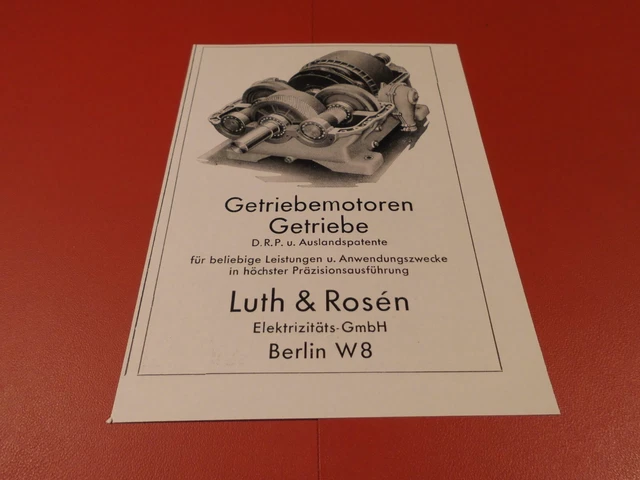 Getriebemotoren
Getriebe
D.R.P. u. Auslandspatente
für beliebige Leistungen u. Anwendungszwecke
in höchster Präzisionsausführung
Luth & Rosén
Elektrizitäts-GmbH
Berlin W8